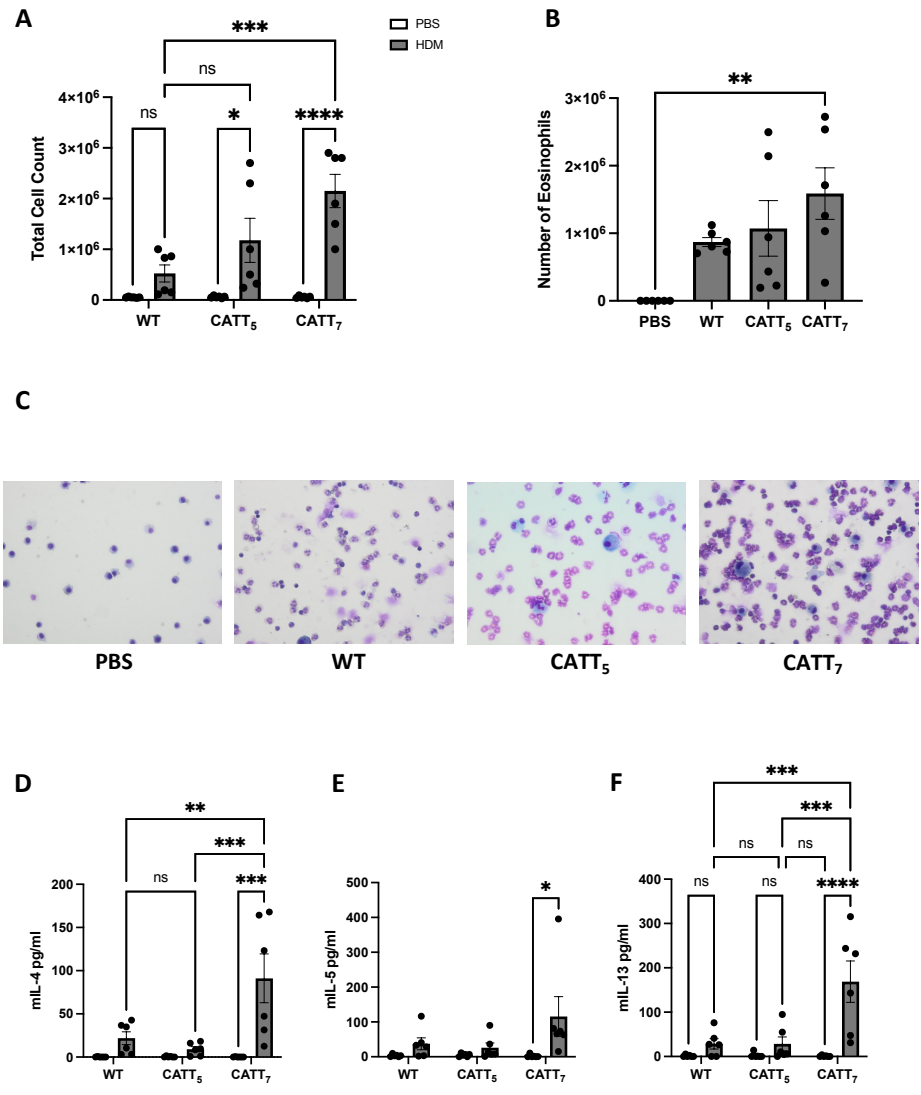 A
PBS
HDM
***
ns
ns
*
****
4×10⁶
3×10⁶
2×10⁶
1×10⁶
0
Total Cell Count
WT
CATT₅
CATT₇
B
**
3×10⁶
2×10⁶
1×10⁶
0
Number of Eosinophils
PBS
WT
CATT₅
CATT₇
C
PBS
WT
CATT₅
CATT₇
D
**
***
ns
***
200
150
100
50
0
mIL-4 pg/ml
WT
CATT₅
CATT₇
E
*
500
400
300
200
100
0
mIL-5 pg/ml
WT
CATT₅
CATT₇
F
***
***
ns
ns
ns
ns
****
400
300
200
100
0
mIL-13 pg/ml
WT
CATT₅
CATT₇